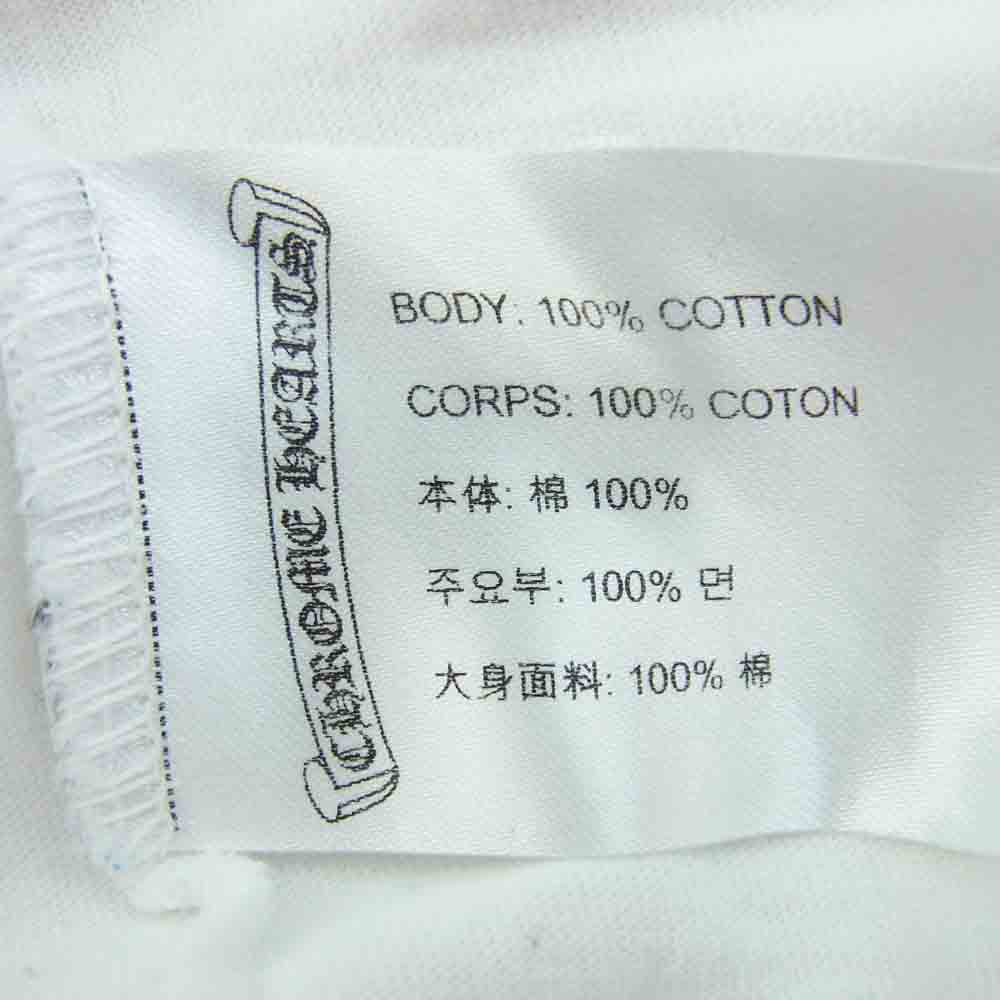 CHROME HEARTS
BODY: 100% COTTON
CORPS: 100% COTON
本体: 棉 100%
주요부: 100% 면
大身面料: 100% 棉